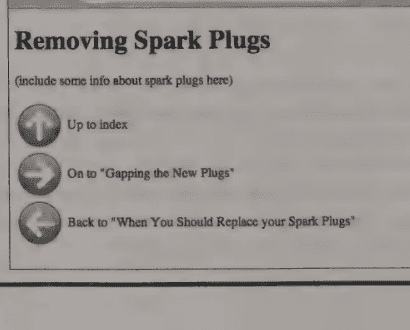 Removing Spark Plugs
(include some info about spark plugs here)
Up to index
On to "Gapping the New Plugs"
Back to "When You Should Replace your Spark Plugs"